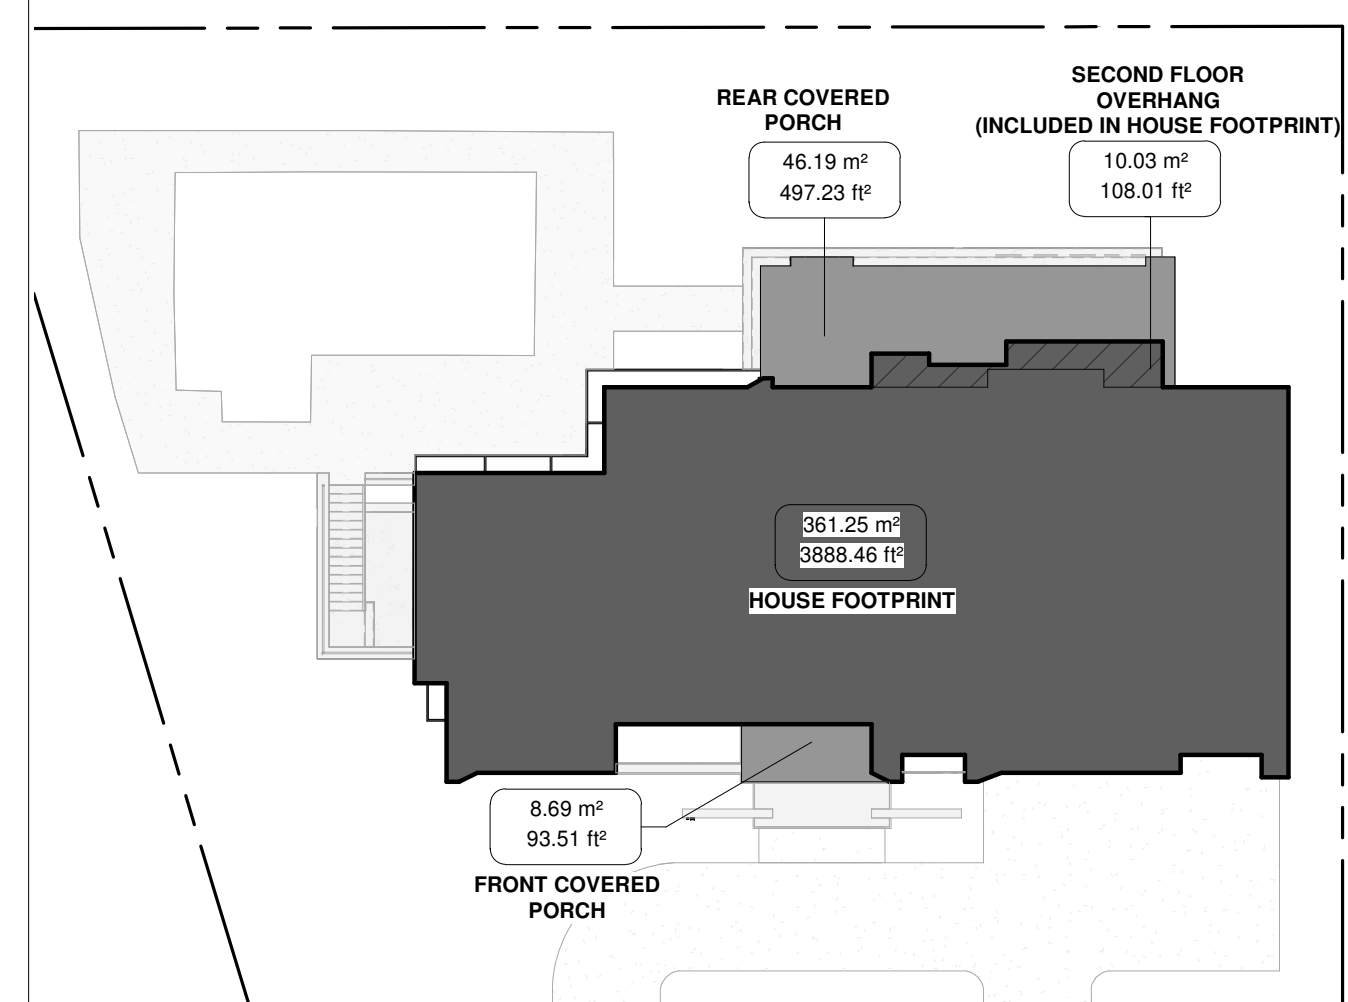 SECOND FLOOR
OVERHANG
(INCLUDED IN HOUSE FOOTPRINT)
10.03 m²
108.01 ft²
REAR COVERED
PORCH
46.19 m²
497.23 ft²
361.25 m²
3888.46 ft²
HOUSE FOOTPRINT
8.69 m²
93.51 ft²
FRONT COVERED
PORCH